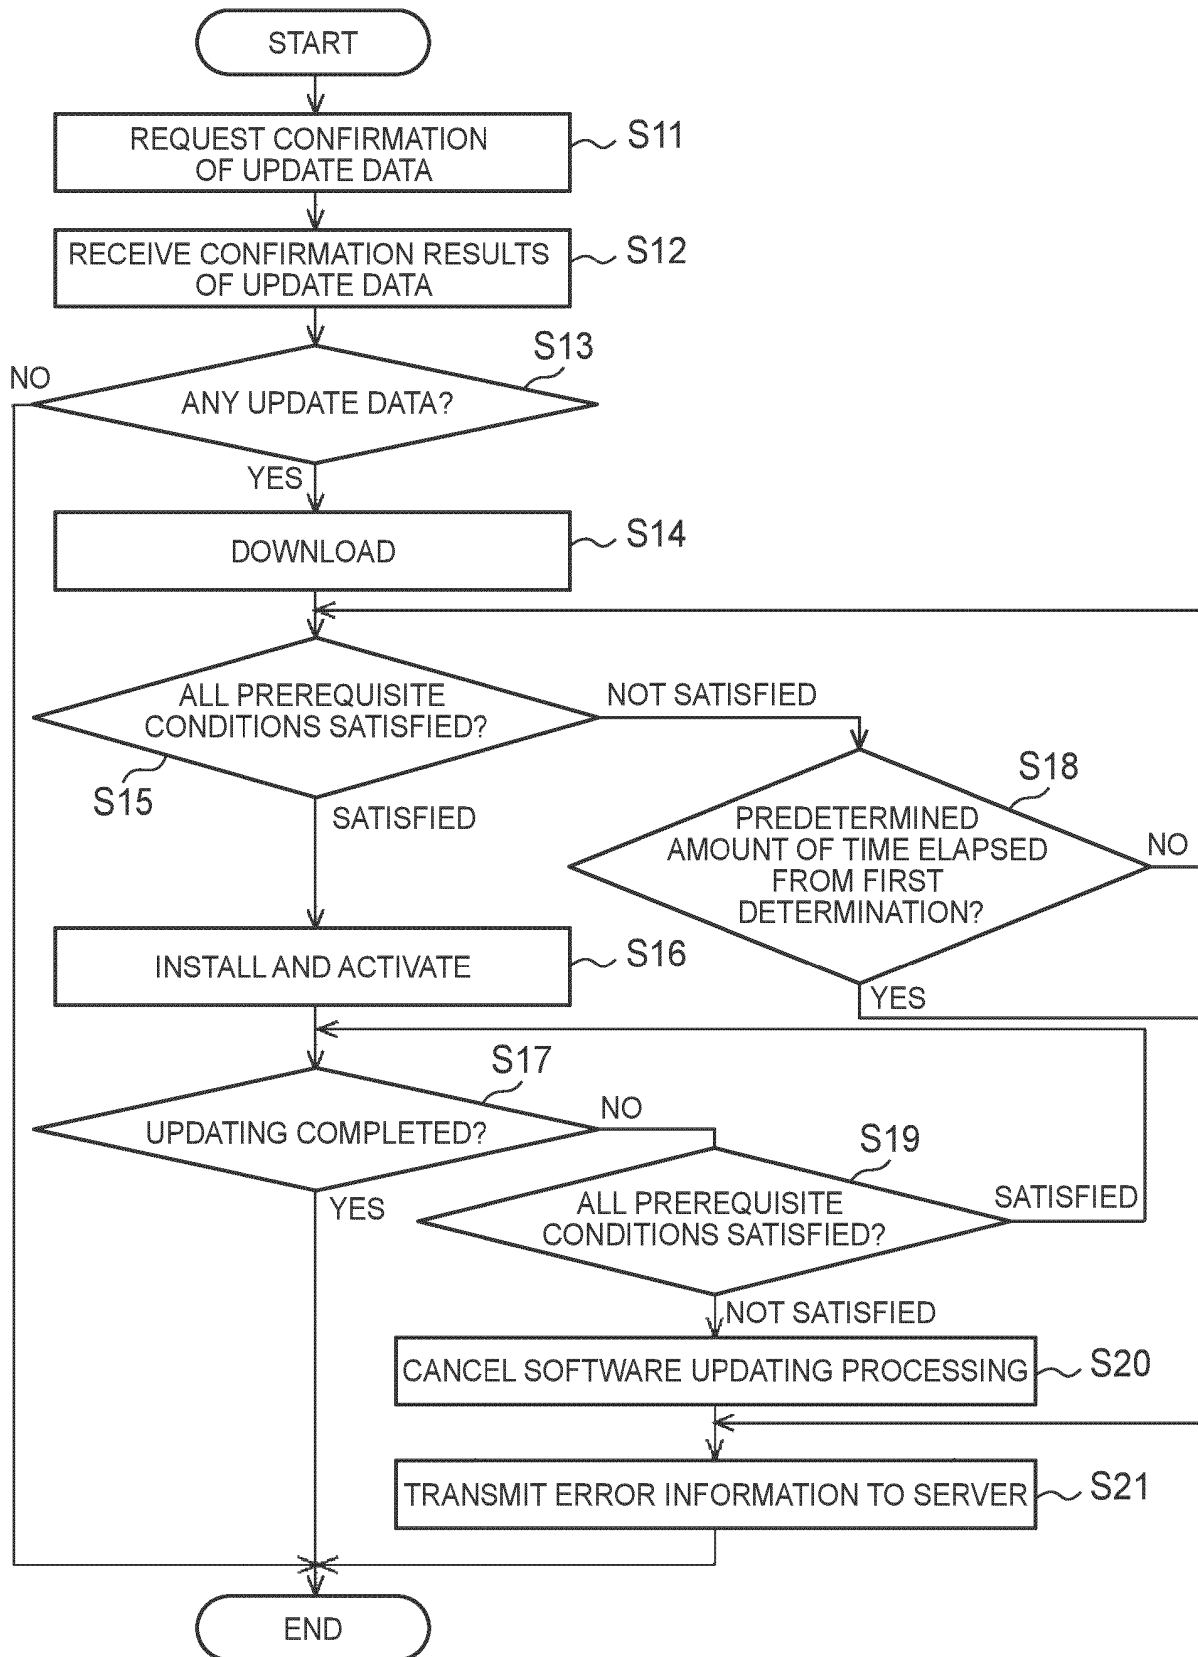 START
REQUEST CONFIRMATION
OF UPDATE DATA
S11
RECEIVE CONFIRMATION RESULTS
OF UPDATE DATA
S12
S13
NO
ANY UPDATE DATA?
YES
DOWNLOAD
S14
ALL PREREQUISITE
CONDITIONS SATISFIED?
NOT SATISFIED
S15
SATISFIED
S18
PREDETERMINED
AMOUNT OF TIME ELAPSED
FROM FIRST
DETERMINATION?
NO
YES
INSTALL AND ACTIVATE
S16
S17
UPDATING COMPLETED?
NO
YES
S19
ALL PREREQUISITE
CONDITIONS SATISFIED?
SATISFIED
NOT SATISFIED
CANCEL SOFTWARE UPDATING PROCESSING
S20
TRANSMIT ERROR INFORMATION TO SERVER
S21
END